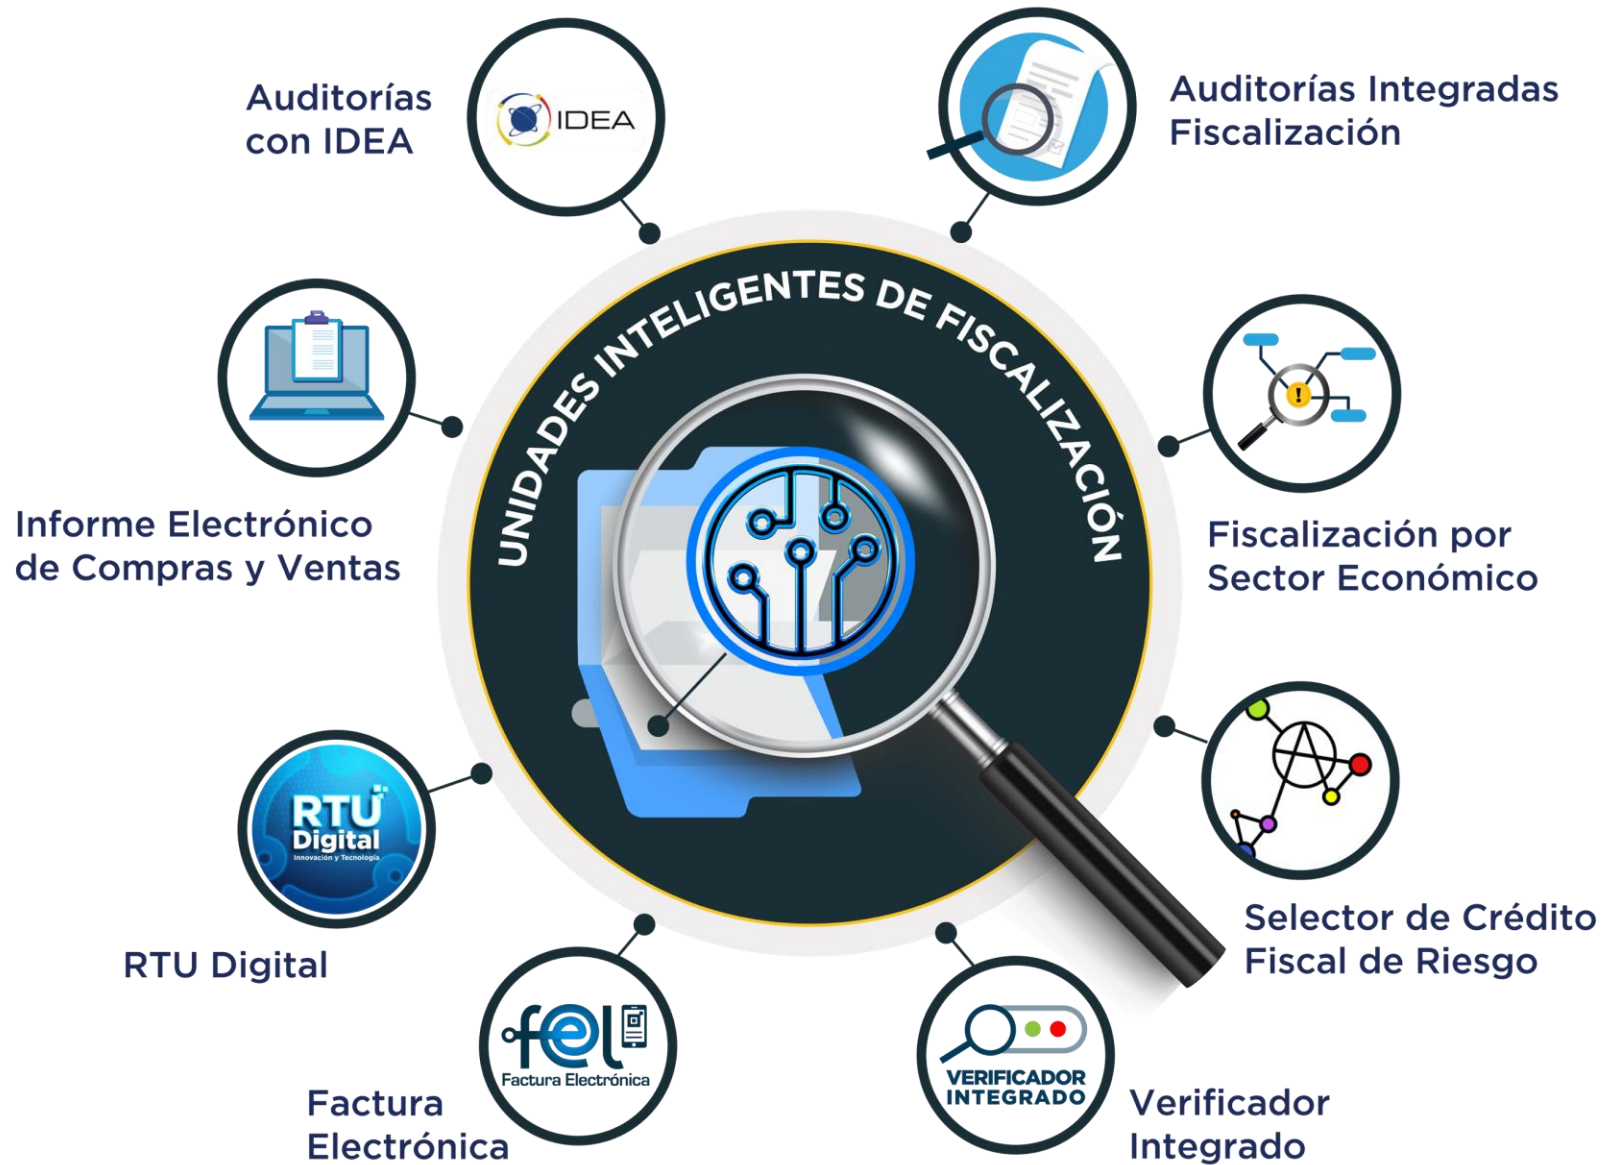 Auditorías
con IDEA
IDEA
Auditorías Integradas
Fiscalización
UNIDADES INTELIGENTES DE FISCALIZACIÓN
Informe Electrónico
de Compras y Ventas
Fiscalización por
Sector Económico
RTU
Digital
Innovación y Tecnología
RTU Digital
Selector de Crédito
Fiscal de Riesgo
fel
Factura Electrónica
Factura
Electrónica
VERIFICADOR
INTEGRADO
Verificador
Integrado